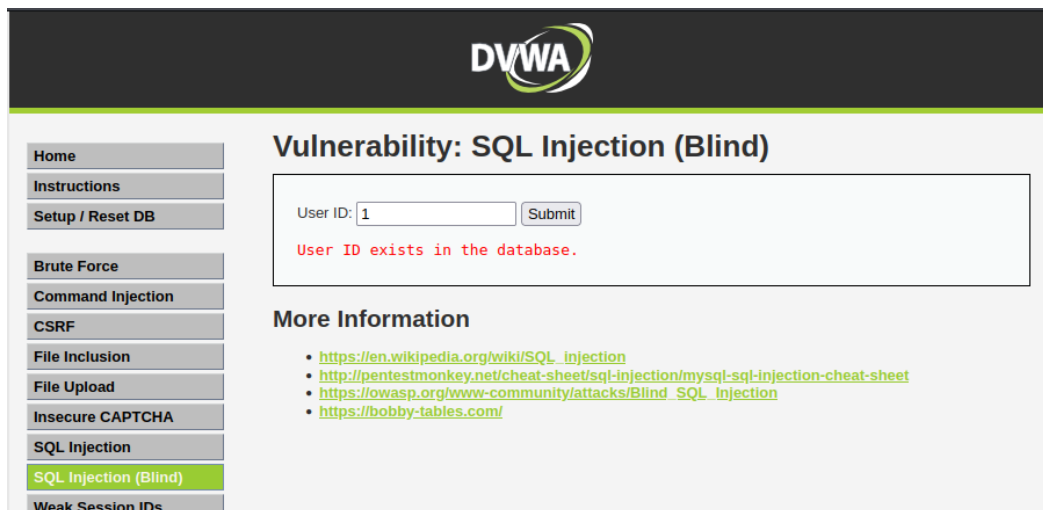 DVWA
Home
Instructions
Setup / Reset DB
Brute Force
Command Injection
CSRF
File Inclusion
File Upload
Insecure CAPTCHA
SQL Injection
SQL Injection (Blind)
Weak Session IDs
Vulnerability: SQL Injection (Blind)
User ID: 1 Submit
User ID exists in the database.
More Information
https://en.wikipedia.org/wiki/SQL_injection
http://pentestmonkey.net/cheat-sheet/sql-injection/mysql-sql-injection-cheat-sheet
https://owasp.org/www-community/attacks/Blind_SQL_Injection
https://bobby-tables.com/